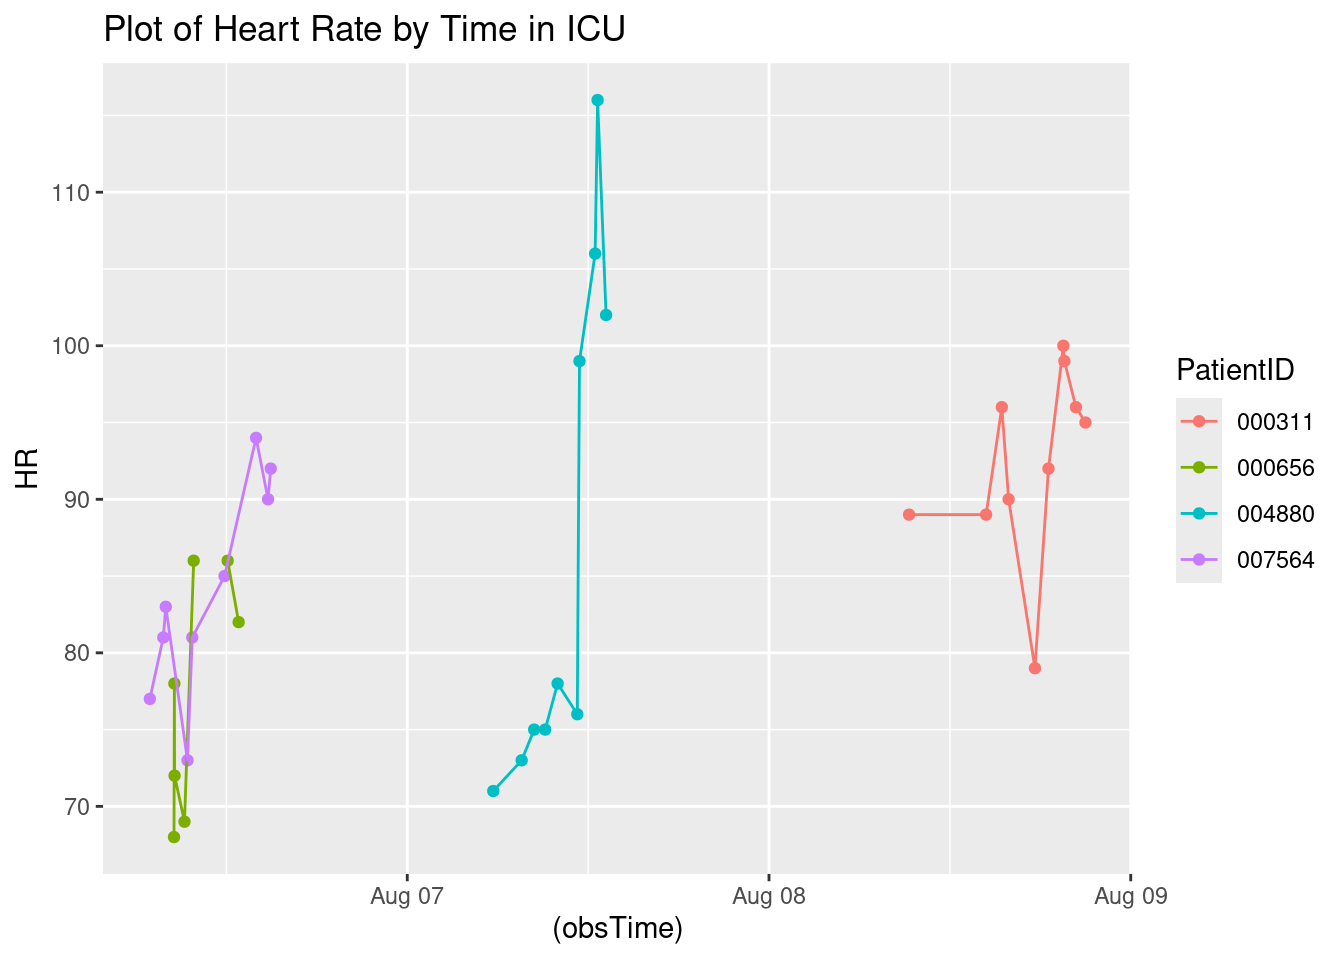 Plot of Heart Rate by Time in ICU
HR
110
100
90
80
70
Aug 07
Aug 08
Aug 09
(obsTime)
PatientID
000311
000656
004880
007564